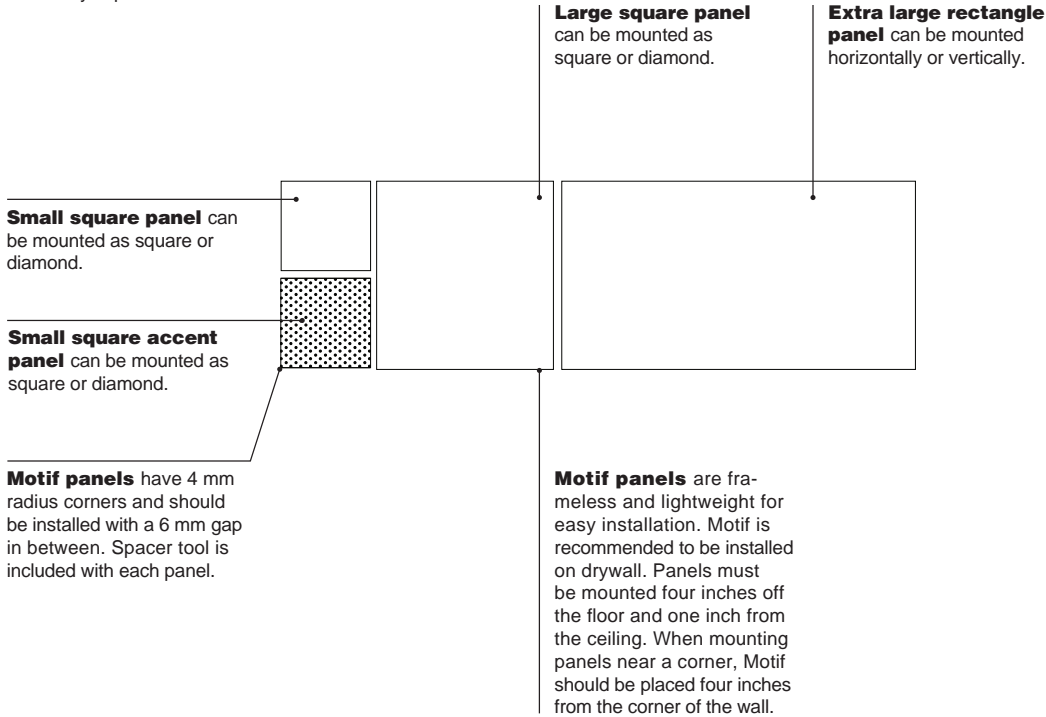 Large square panel
can be mounted as
square or diamond.
Extra large rectangle
panel can be mounted
horizontally or vertically.
Small square panel can
be mounted as square or
diamond.
Small square accent
panel can be mounted as
square or diamond.
Motif panels have 4 mm
radius corners and should
be installed with a 6 mm gap
in between. Spacer tool is
included with each panel.
Motif panels are fra-
meless and lightweight for
easy installation. Motif is
recommended to be installed
on drywall. Panels must
be mounted four inches off
the floor and one inch from
the ceiling. When mounting
panels near a corner, Motif
should be placed four inches
from the corner of the wall.